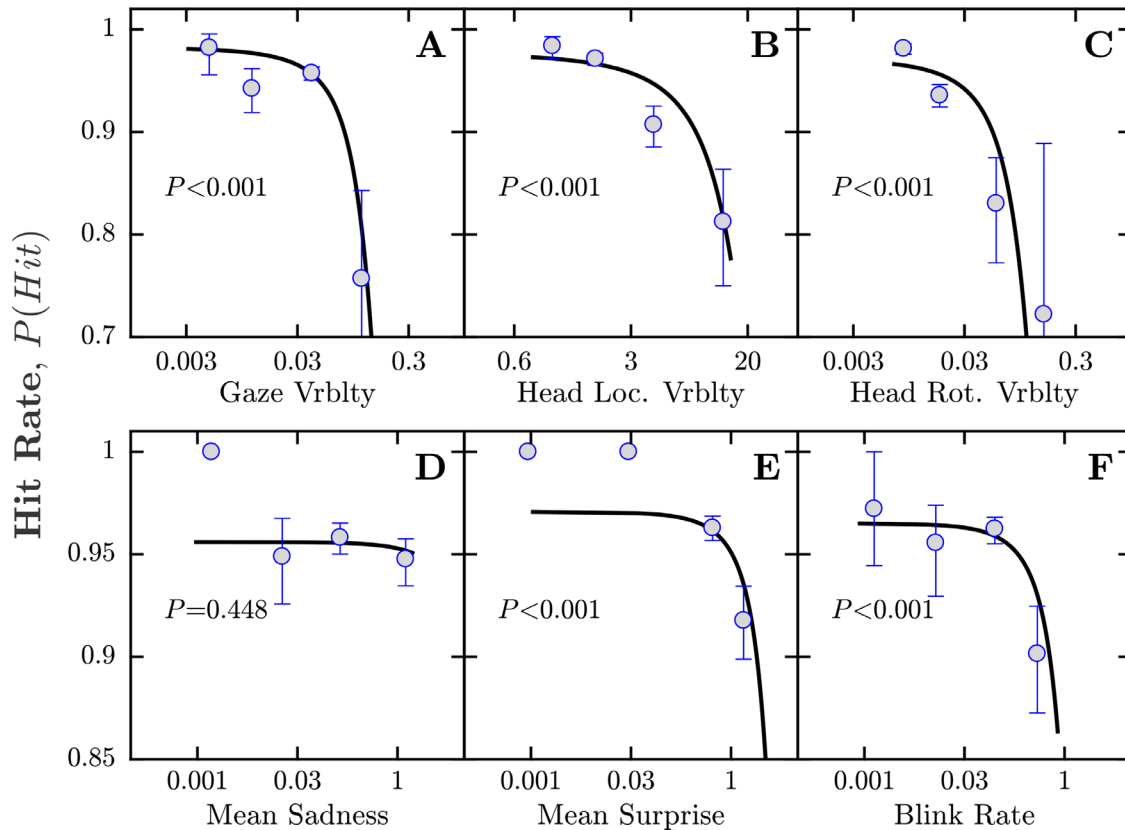 Hit Rate, P(Hit)
1
0.9
0.8
0.7
A
P<0.001
0.003 0.03 0.3
Gaze Vrblty
B
P<0.001
0.6 3 20
Head Loc. Vrblty
C
P<0.001
0.003 0.03 0.3
Head Rot. Vrblty
1
0.95
0.9
0.85
D
P=0.448
0.001 0.03 1
Mean Sadness
E
P<0.001
0.001 0.03 1
Mean Surprise
F
P<0.001
0.001 0.03 1
Blink Rate